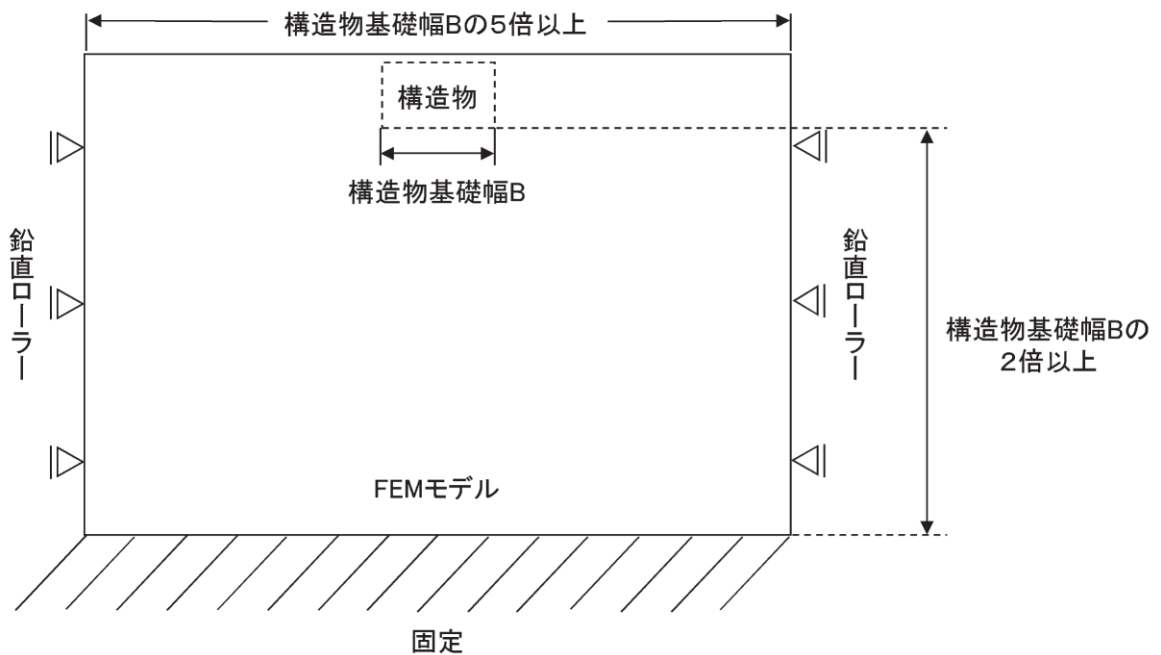 構造物基礎幅Bの5倍以上
構造物
構造物基礎幅B
鉛直ローラー
鉛直ローラー
構造物基礎幅Bの
2倍以上
FEMモデル
固定